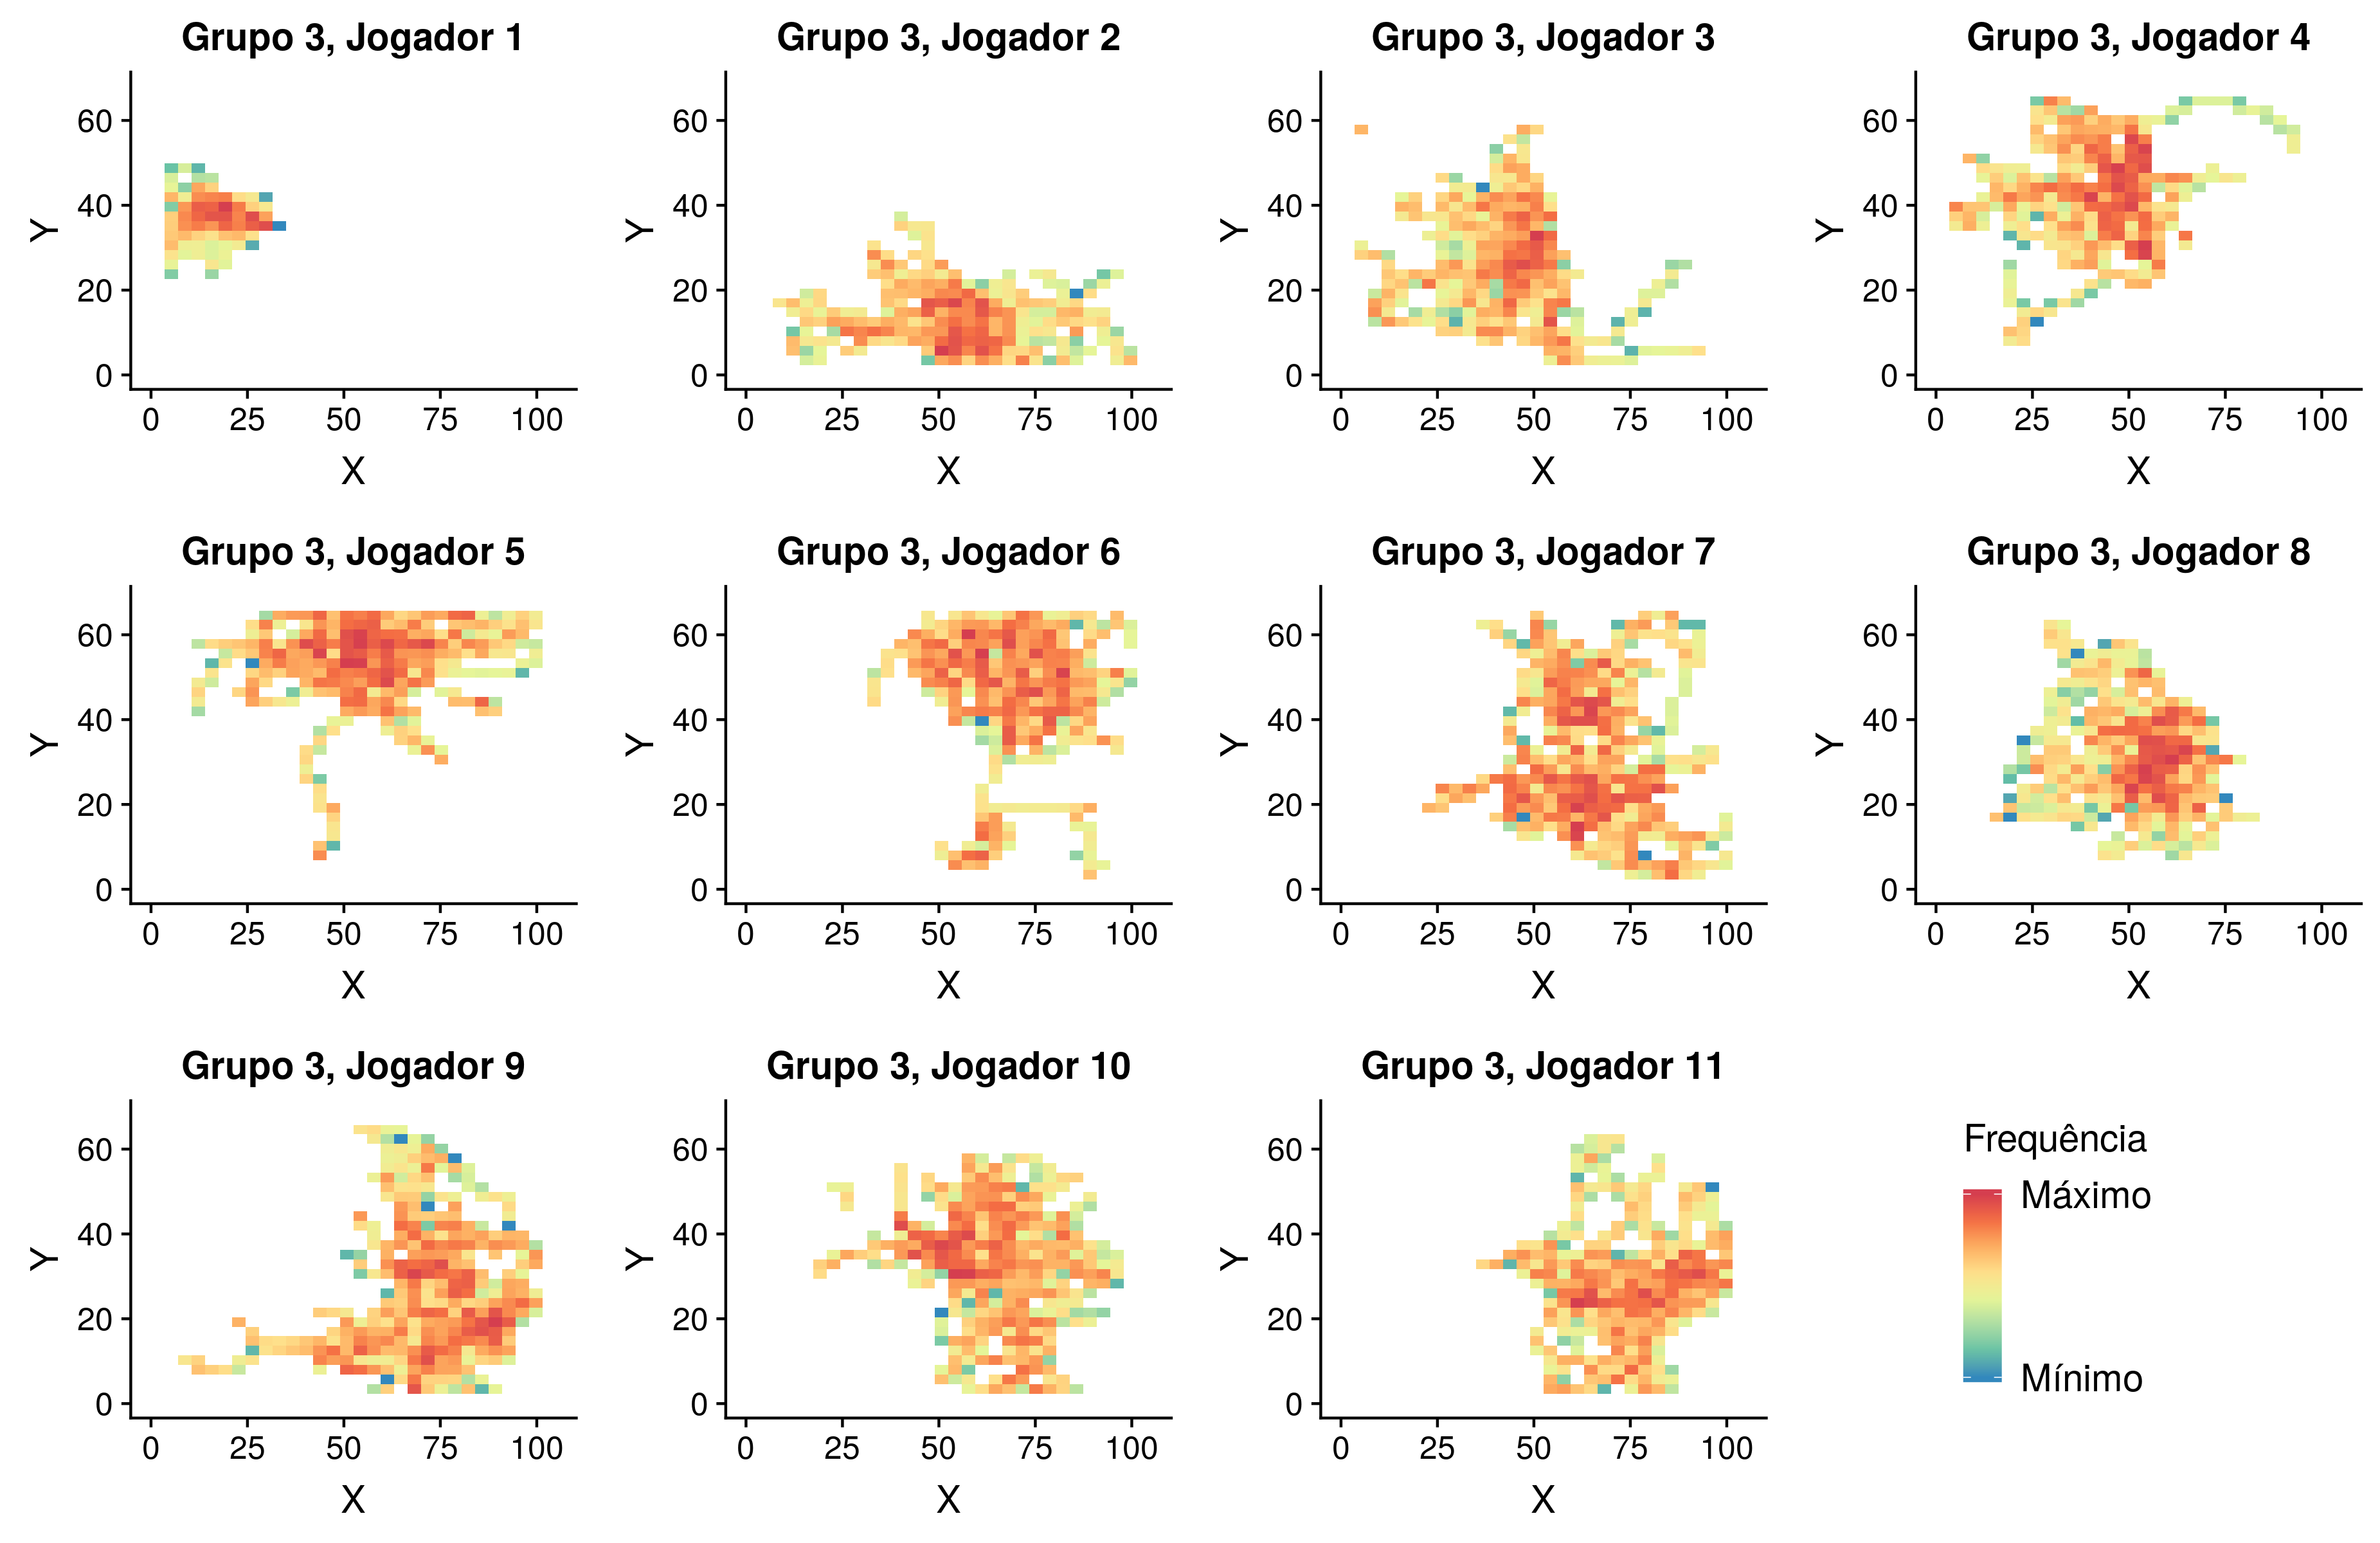 Grupo 3, Jogador 1
Grupo 3, Jogador 2
Grupo 3, Jogador 3
Grupo 3, Jogador 4
60
40
20
0
Y
0 25 50 75 100
X
60
40
20
0
Y
0 25 50 75 100
X
60
40
20
0
Y
0 25 50 75 100
X
60
40
20
0
Y
0 25 50 75 100
X
Grupo 3, Jogador 5
Grupo 3, Jogador 6
Grupo 3, Jogador 7
Grupo 3, Jogador 8
60
40
20
0
Y
0 25 50 75 100
X
60
40
20
0
Y
0 25 50 75 100
X
60
40
20
0
Y
0 25 50 75 100
X
60
40
20
0
Y
0 25 50 75 100
X
Grupo 3, Jogador 9
Grupo 3, Jogador 10
Grupo 3, Jogador 11
60
40
20
0
Y
0 25 50 75 100
X
60
40
20
0
Y
0 25 50 75 100
X
60
40
20
0
Y
0 25 50 75 100
X
Frequência
Máximo
Mínimo